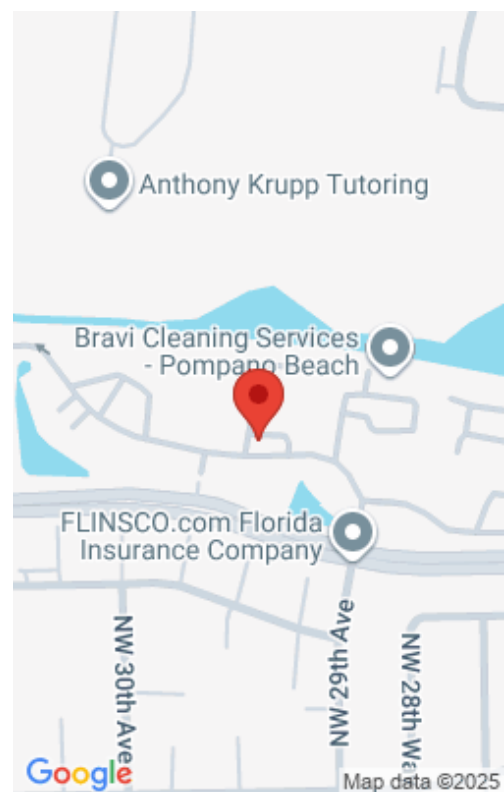 Anthony Krupp Tutoring
Bravi Cleaning Services
- Pompano Beach
FLINSCO.com Florida
Insurance Company
NW 30th Ave
NW 29th Ave
NW 28th Wa
Google
Map data ©2025